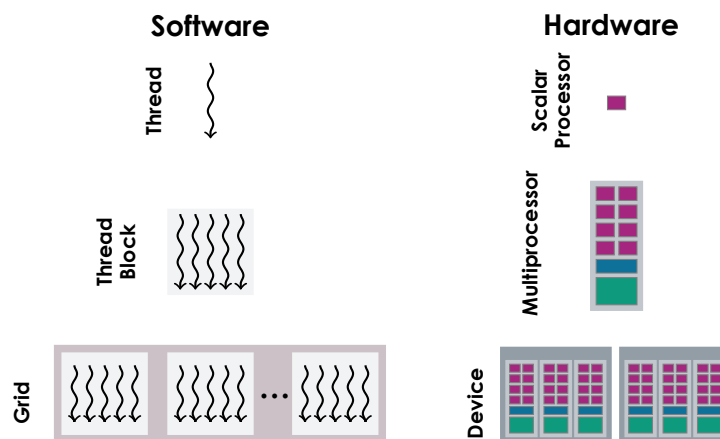 Software
Hardware
Thread
Scalar
Processor
Thread
Block
Multiprocessor
Grid
...
Device